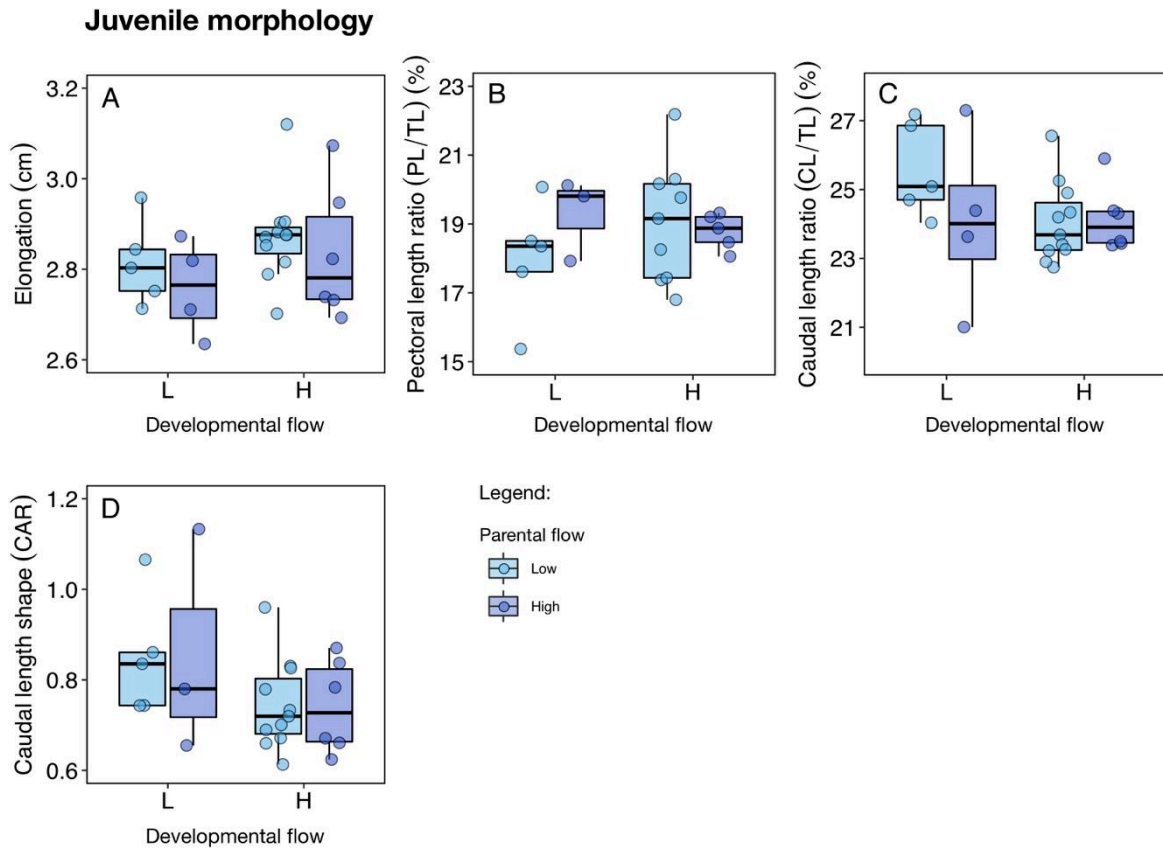 Juvenile morphology
A
Elongation (cm)
3.2
3.0
2.8
2.6
L
H
Developmental flow
B
Pectoral length ratio (PL/TL) (%)
23
21
19
17
15
L
H
Developmental flow
C
Caudal length ratio (CL/TL) (%)
27
25
23
21
L
H
Developmental flow
D
Caudal length shape (CAR)
1.2
1.0
0.8
0.6
L
H
Developmental flow
Legend:
Parental flow
Low
High